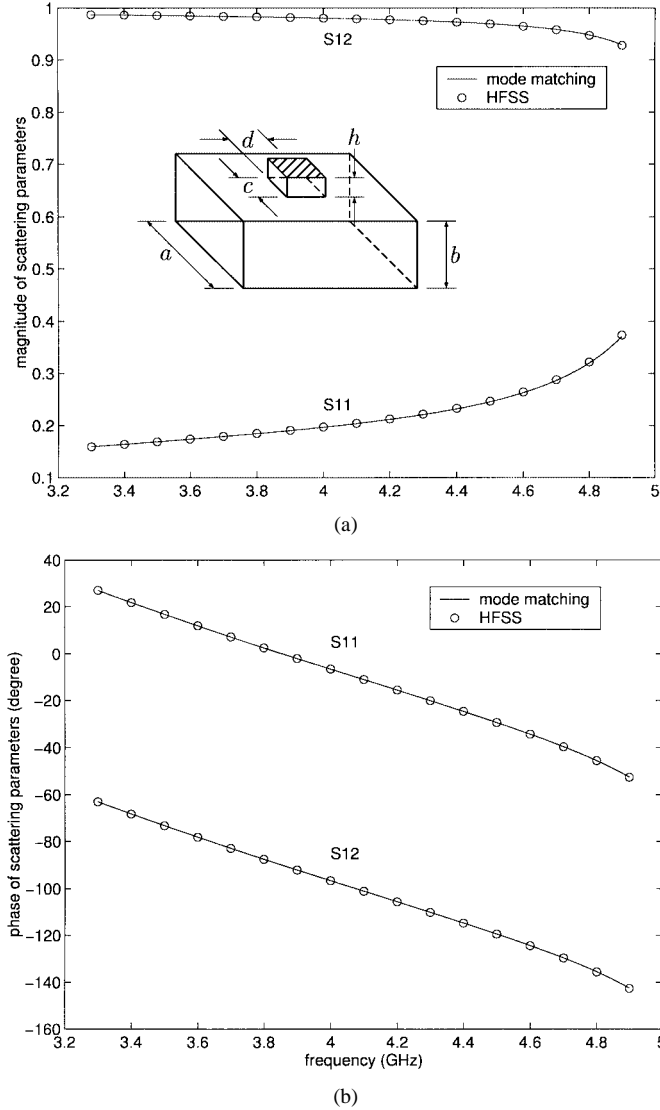 1
0.9
0.8
0.7
0.6
0.5
0.4
0.3
0.2
0.1
magnitude of scattering parameters
S12
mode matching
HFSS
d
h
c
a
b
S11
3.2 3.4 3.6 3.8 4 4.2 4.4 4.6 4.8 5
(a)
40
20
0
−20
−40
−60
−80
−100
−120
−140
−160
phase of scattering parameters (degree)
mode matching
HFSS
S11
S12
3.2 3.4 3.6 3.8 4 4.2 4.4 4.6 4.8 5
frequency (GHz)
(b)